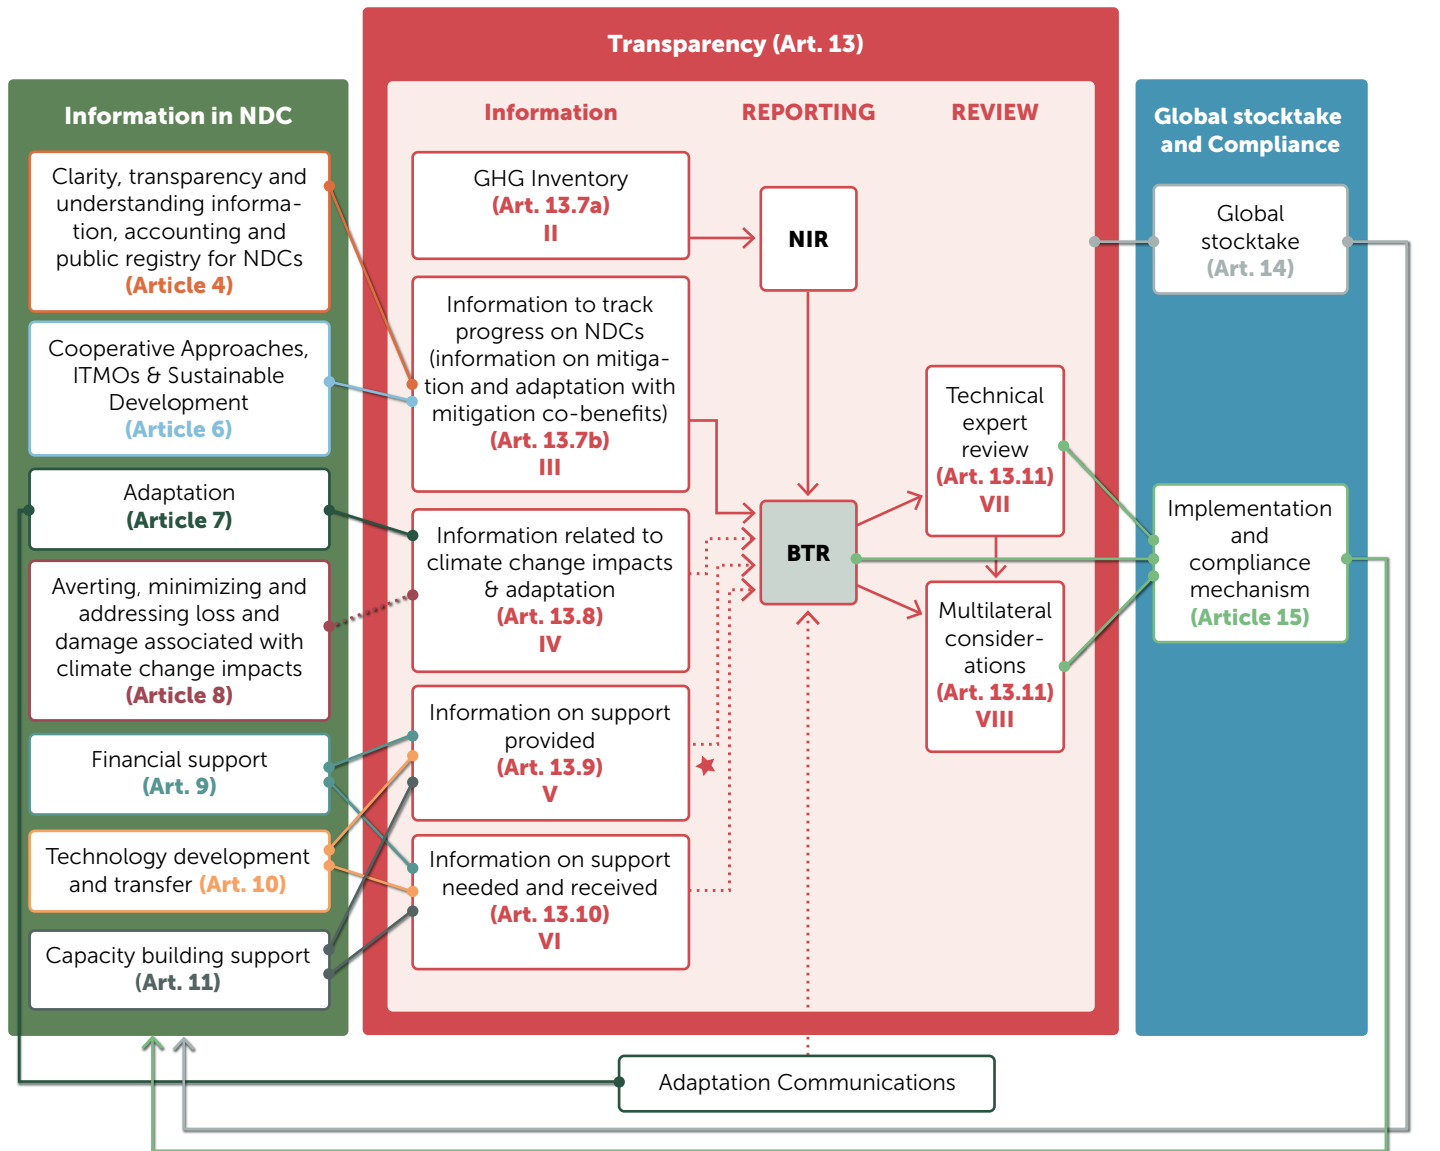 Transparency (Art. 13)
Information in NDC
Clarity, transparency and
understanding informa-
tion, accounting and
public registry for NDCs
(Article 4)
Cooperative Approaches,
ITMOs & Sustainable
Development
(Article 6)
Adaptation
(Article 7)
Averting, minimizing and
addressing loss and
damage associated with
climate change impacts
(Article 8)
Financial support
(Art. 9)
Technology development
and transfer (Art. 10)
Capacity building support
(Art. 11)
Information
GHG Inventory
(Art. 13.7a)
II
Information to track
progress on NDCs
(information on mitiga-
tion and adaptation with
mitigation co-benefits)
(Art. 13.7b)
III
Information related to
climate change impacts
& adaptation
(Art. 13.8)
IV
Information on support
provided
(Art. 13.9)
V
Information on support
needed and received
(Art. 13.10)
VI
REPORTING
NIR
BTR
REVIEW
Technical
expert
review
(Art. 13.11)
VII
Multilateral
consider-
ations
(Art. 13.11)
VIII
Global stocktake
and Compliance
Global
stocktake
(Art. 14)
Implementation
and
compliance
mechanism
(Article 15)
Adaptation Communications